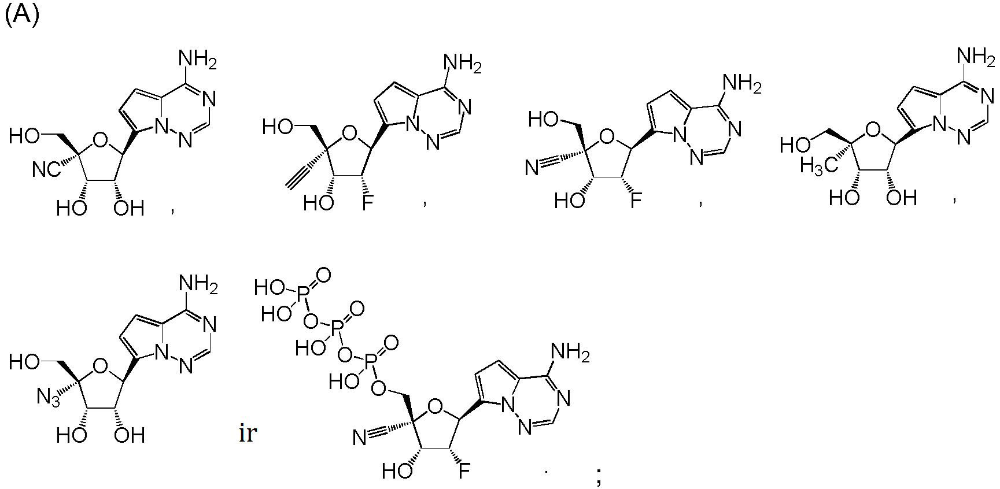 (A)
NH2 NH2 NH2 NH2
HO O N N N NC HO OH ,
HO O N N N HO F ,
HO O N N N N HO F ,
HO O N N N H3C HO OH ,
NH2 HO O N N N N3 HO OH
ir
HO P O HO O P O HO O P O HO O O N N N NH2 N HO F . ;